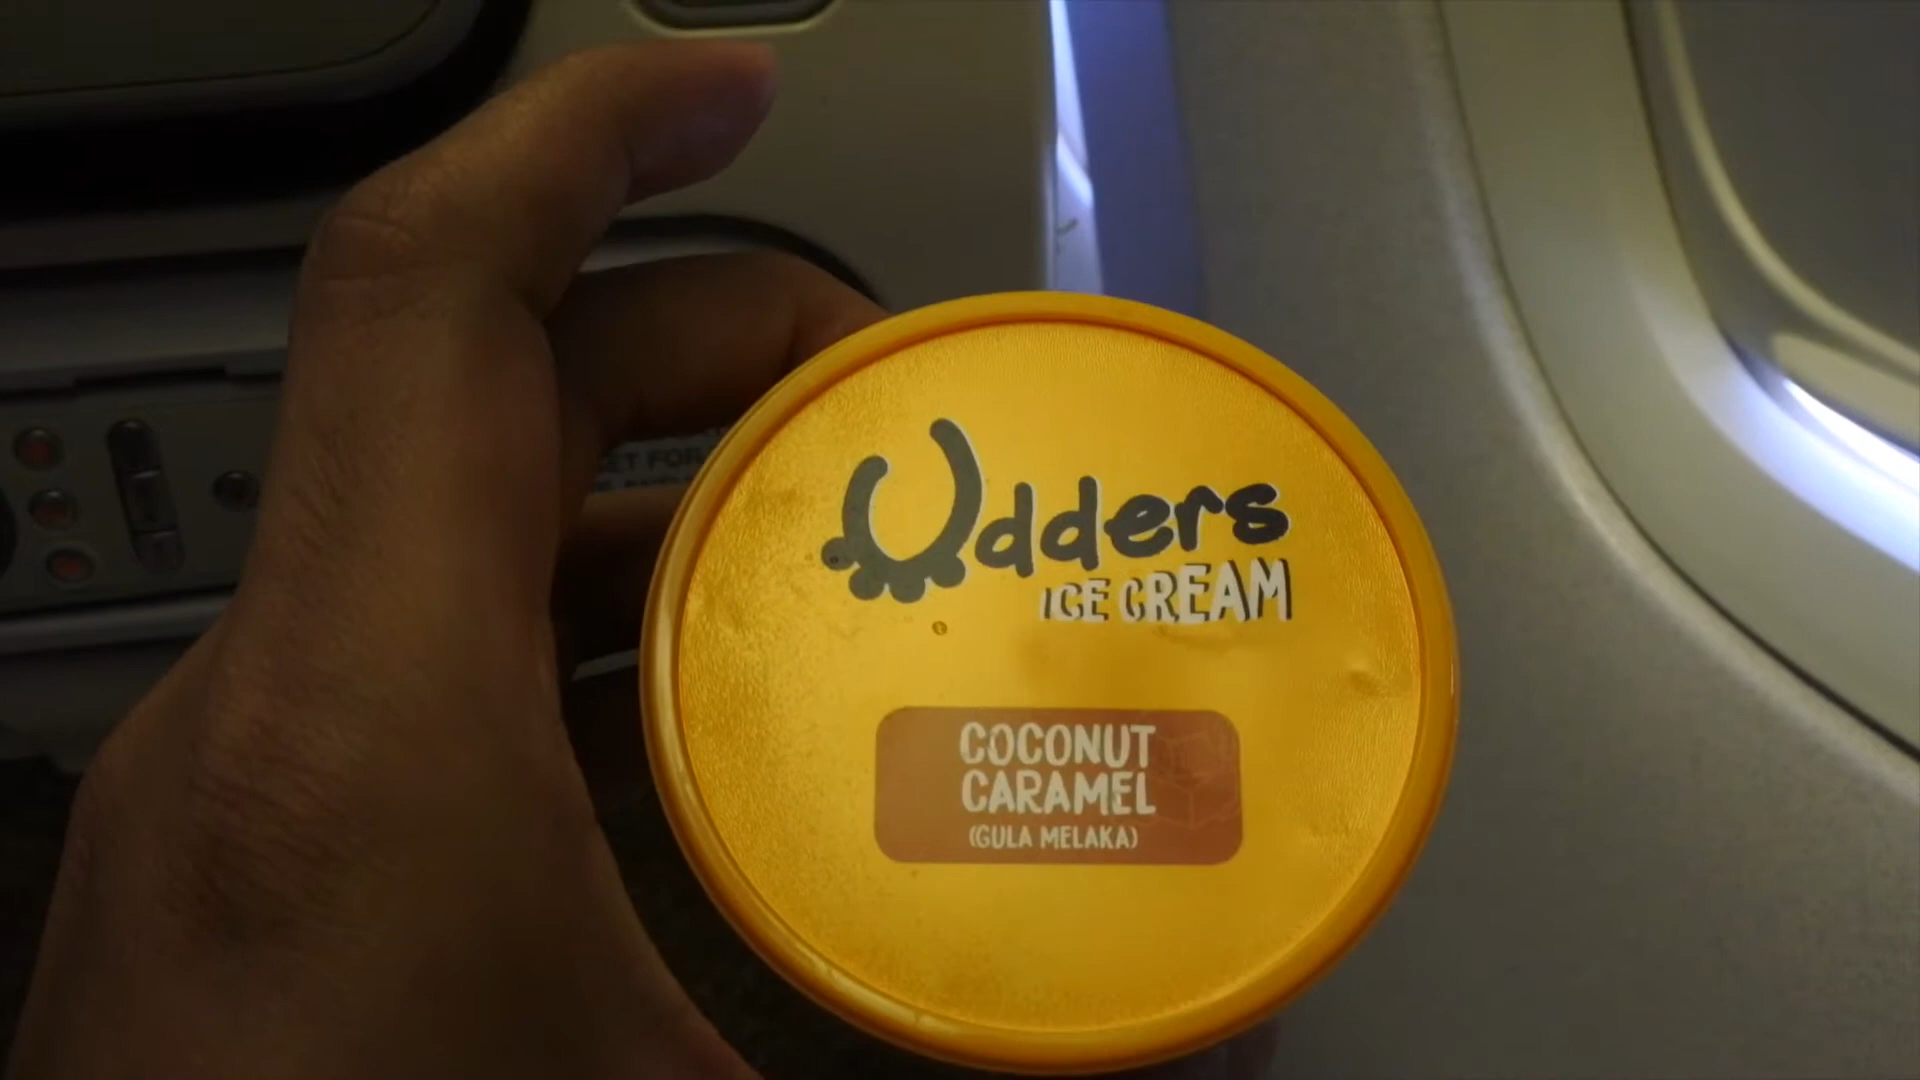 Udders
ICE CREAM
COCONUT
CARAMEL
(GULA MELAKA)